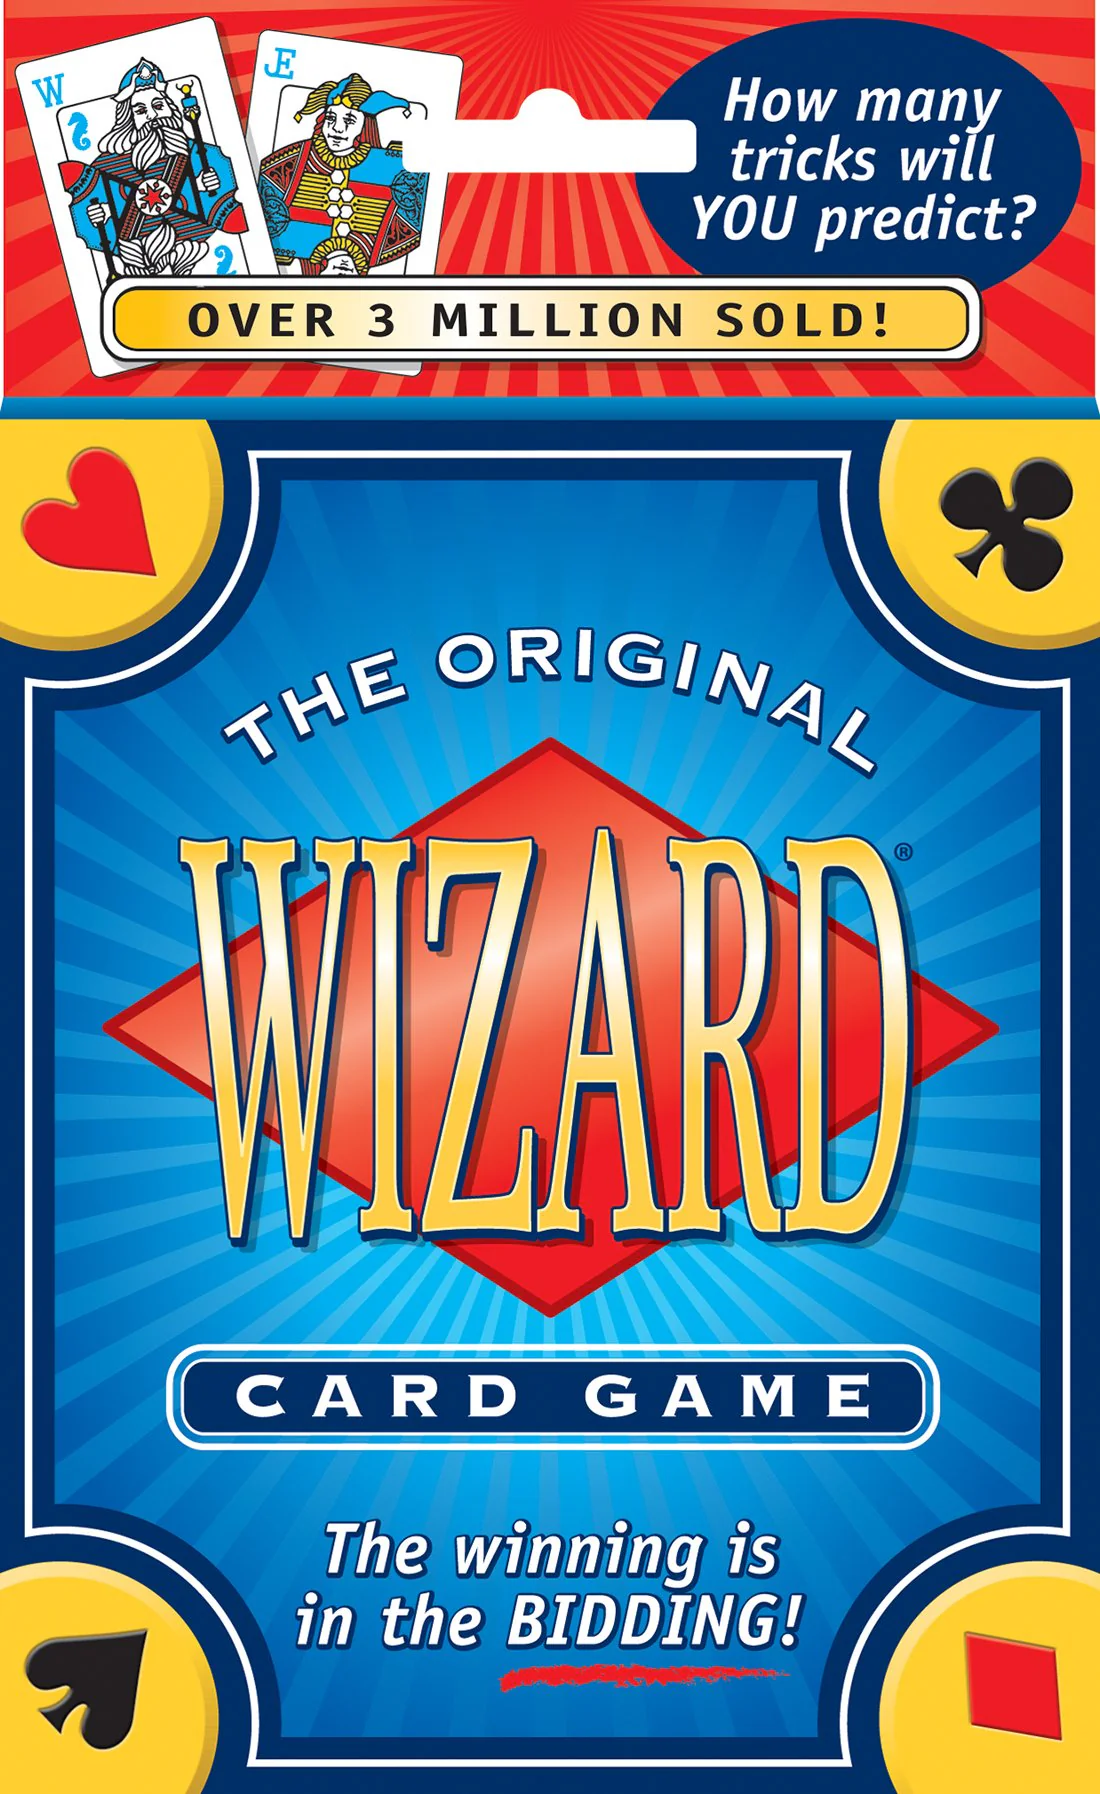 W
JE
How many
tricks will
YOU predict?
OVER 3 MILLION SOLD!
THE ORIGINAL
WIZARD®
CARD GAME
The winning is
in the BIDDING!